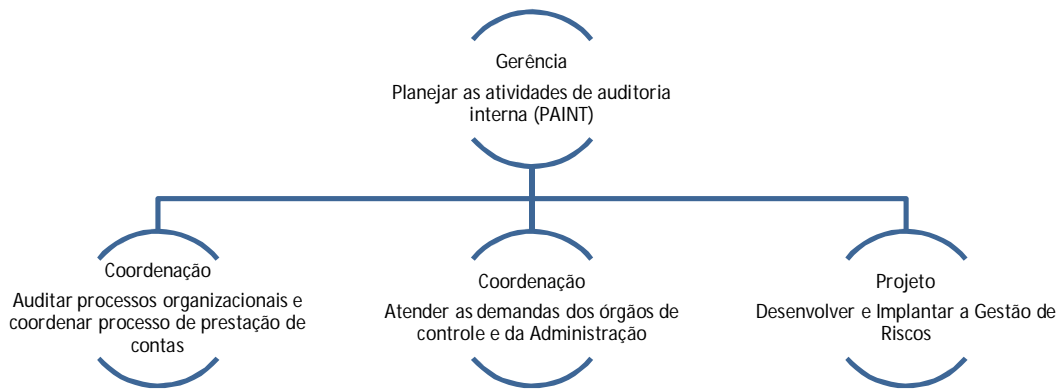 Gerência
Planejar as atividades de auditoria
interna (PAINT)
Coordenação
Auditar processos organizacionais e
coordenar processo de prestação de
contas
Coordenação
Atender as demandas dos órgãos de
controle e da Administração
Projeto
Desenvolver e Implantar a Gestão de
Riscos